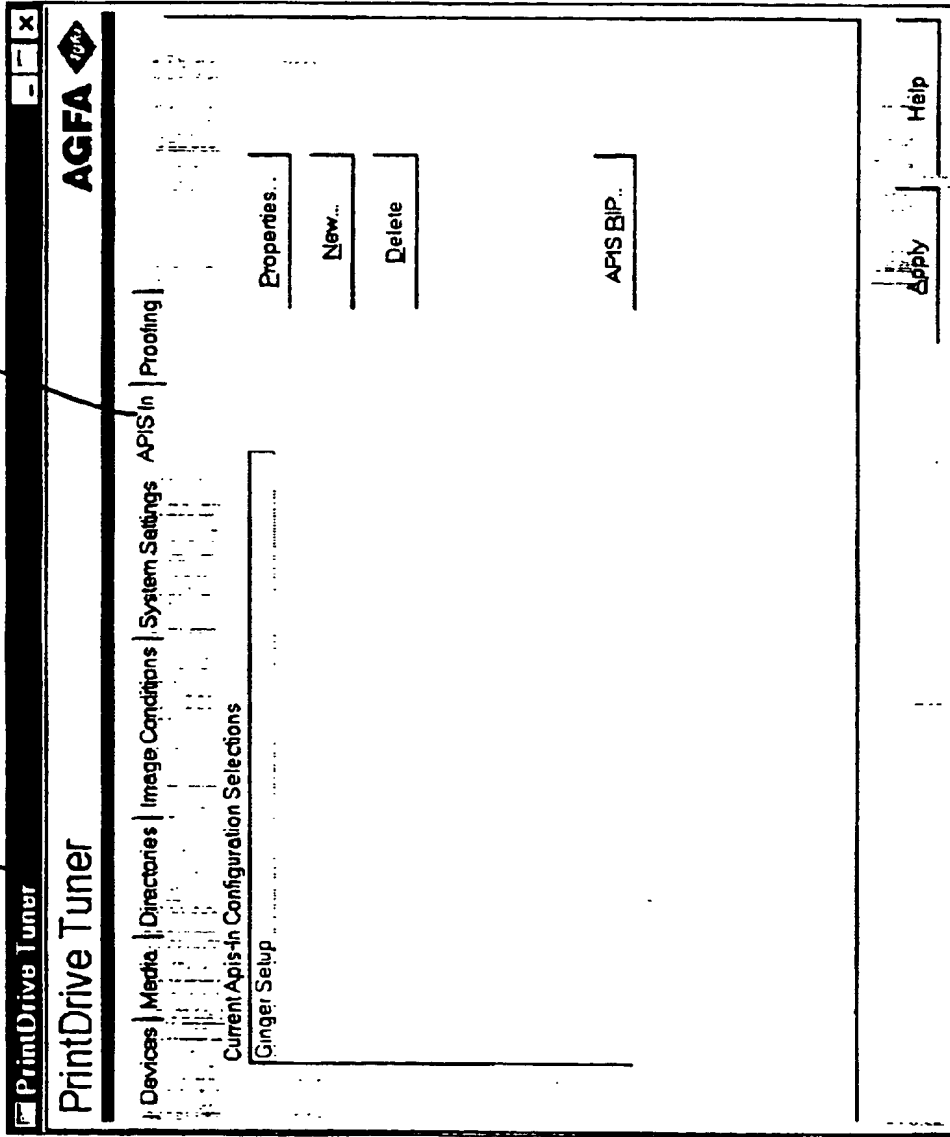 PrintDrive Tuner
PrintDrive Tuner
AGFA
Devices | Media | Directories | Image Conditions | System Settings | APIS In | Proofing
Current Apis-In Configuration Selections
Ginger Setup
Properties..
New...
Delete
APIS BIP..
Apply
Help